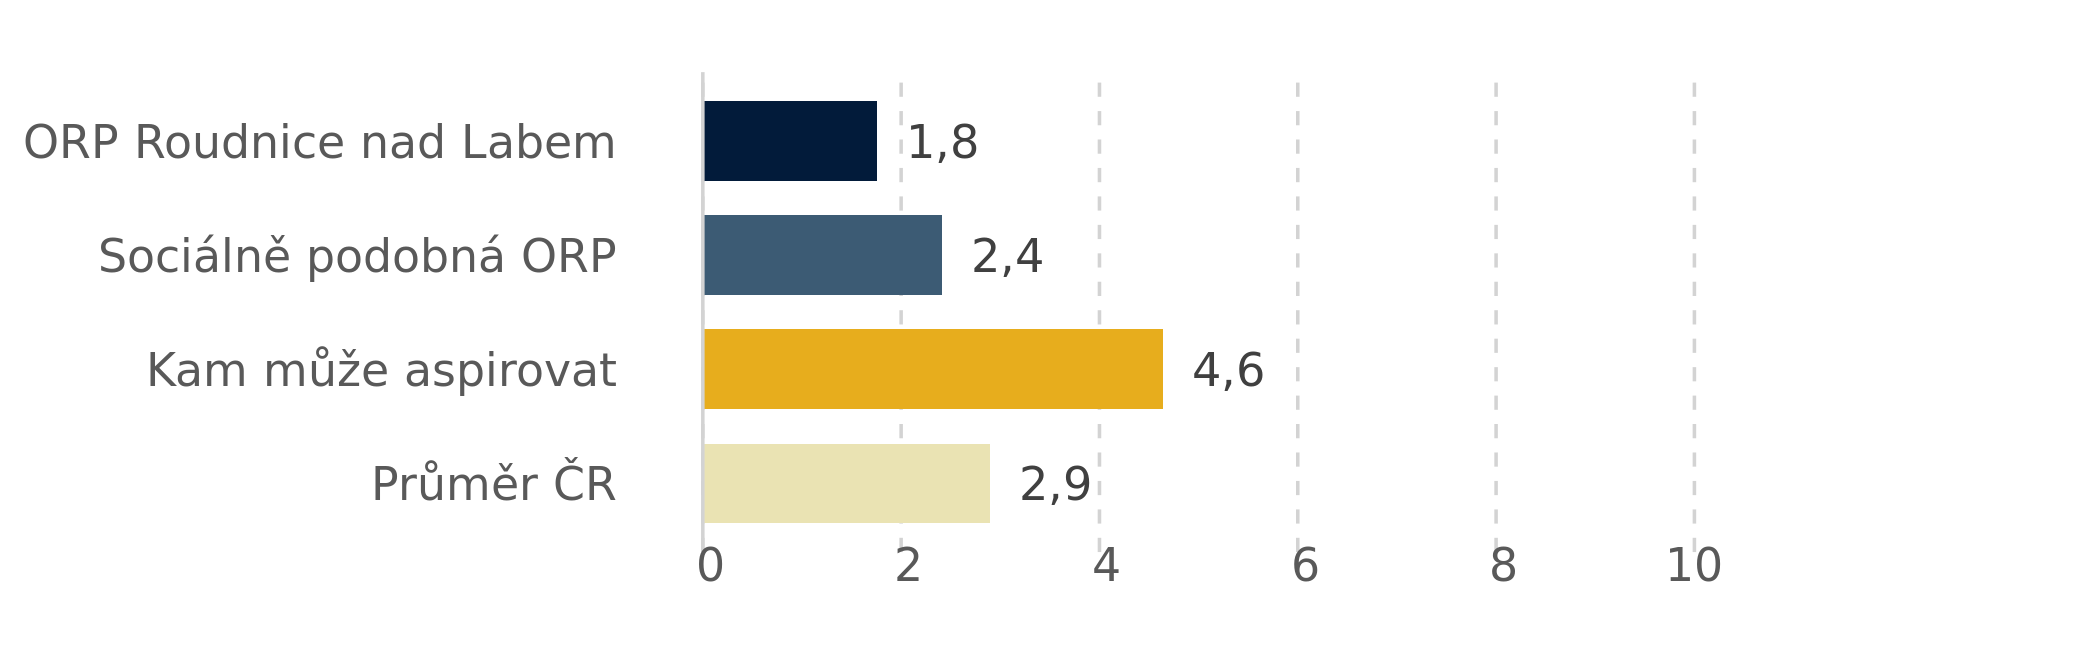 ORP Roudnice nad Labem 1,8
Sociálně podobná ORP 2,4
Kam může aspirovat 4,6
Průměr ČR 2,9
0 2 4 6 8 10